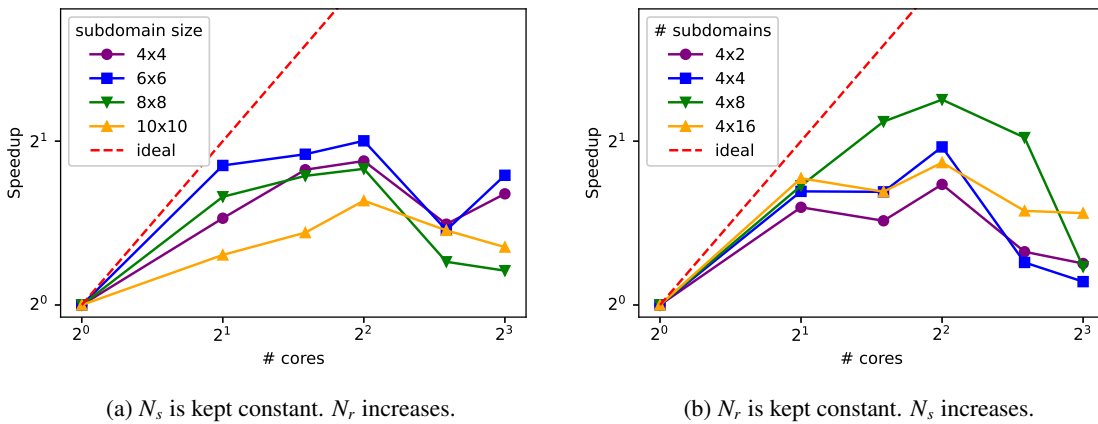 subdomain size
4x4
6x6
8x8
10x10
ideal
Speedup
2^1
2^0
2^0 2^1 2^2 2^3
# cores
(a) N_s is kept constant. N_r increases.
# subdomains
4x2
4x4
4x8
4x16
ideal
Speedup
2^1
2^0
2^0 2^1 2^2 2^3
# cores
(b) N_r is kept constant. N_s increases.